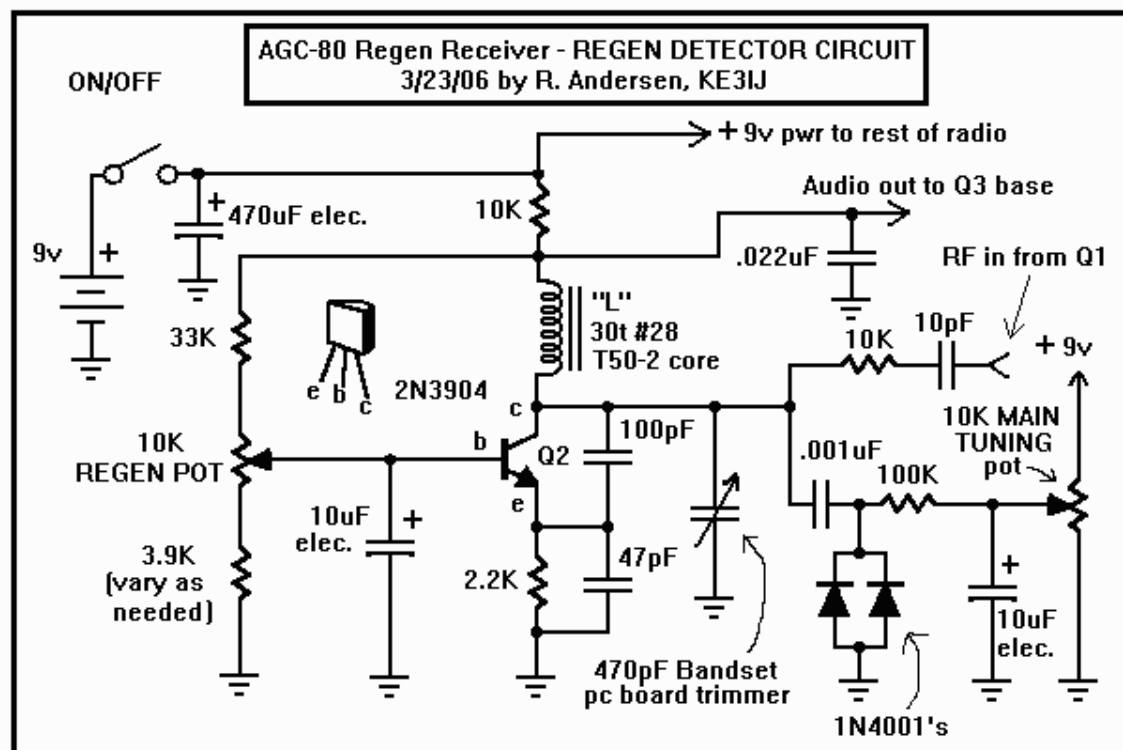 AGC-80 Regen Receiver - REGEN DETECTOR CIRCUIT
3/23/06 by R. Andersen, KE3IJ
ON/OFF
+ 9v pwr to rest of radio
Audio out to Q3 base
+
470uF elec.
10K
9v
+
.022uF
RF in from Q1
"L"
30t #28
T50-2 core
33K
10K
10pF
+ 9v
e
b
c
2N3904
c
10K
REGEN POT
b
Q2
100pF
10K MAIN
TUNING
pot
.001uF
100K
e
10uF
elec.
+
3.9K
(vary as
needed)
2.2K
47pF
+
10uF
elec.
470pF Bandset
pc board trimmer
1N4001's